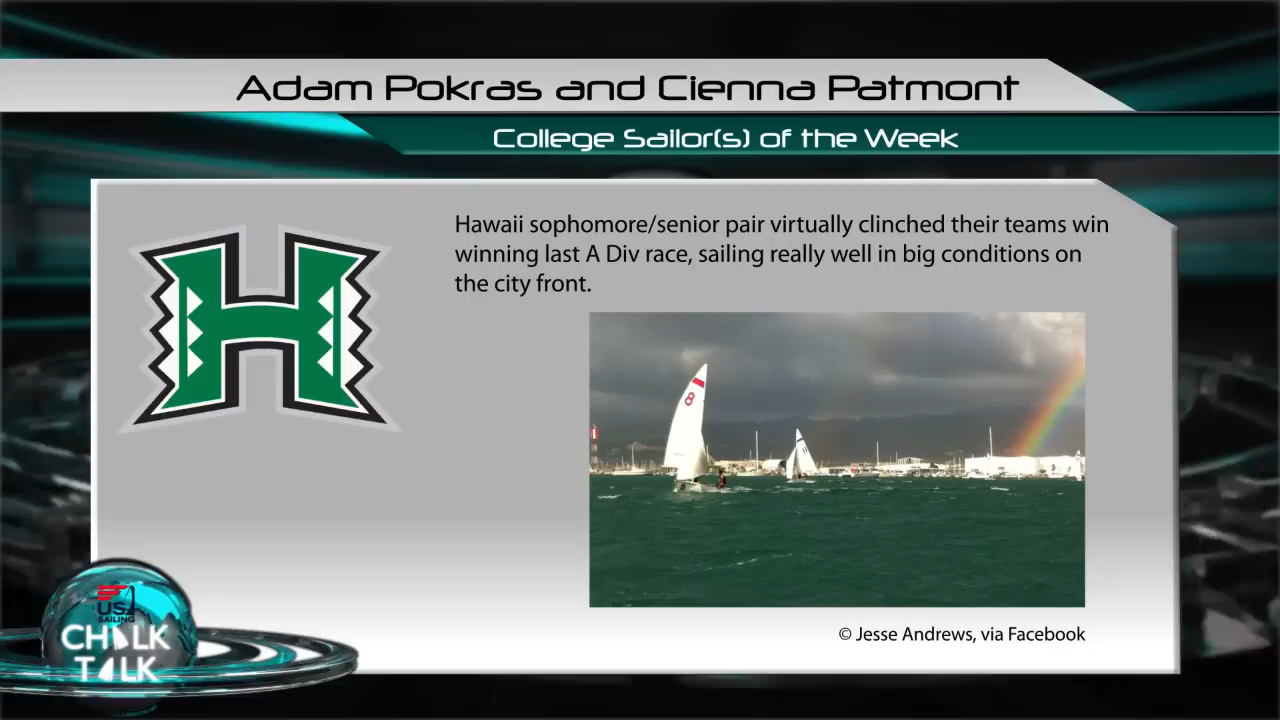 Adam Pokras and Cienna Patmont
College Sailor(s) of the Week
Hawaii sophomore/senior pair virtually clinched their teams win
winning last A Div race, sailing really well in big conditions on
the city front.
H
8
© Jesse Andrews, via Facebook
US
SAILING
CHALK
TALK